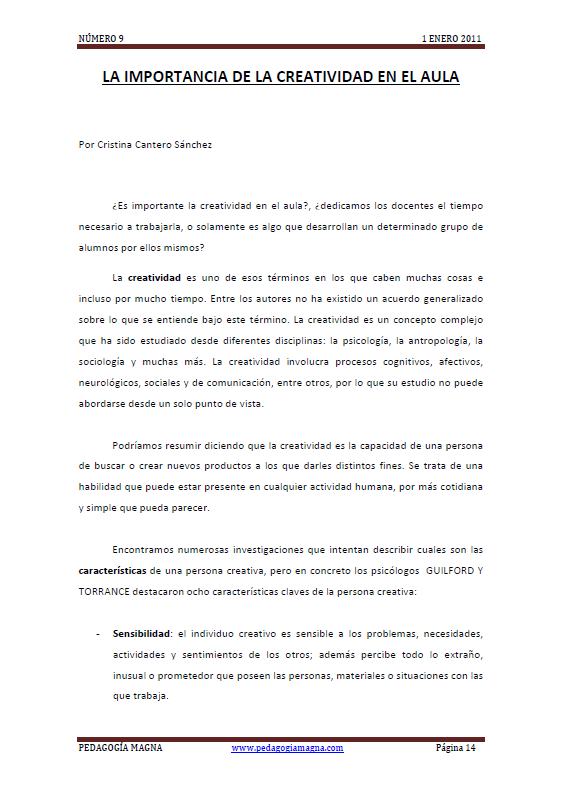 NÚMERO 9 1 ENERO 2011
LA IMPORTANCIA DE LA CREATIVIDAD EN EL AULA
Por Cristina Cantero Sánchez
¿Es importante la creatividad en el aula?, ¿dedicamos los docentes el tiempo
necesario a trabajarla, o solamente es algo que desarrollan un determinado grupo de
alumnos por ellos mismos?
La creatividad es uno de esos términos en los que caben muchas cosas e
incluso por mucho tiempo. Entre los autores no ha existido un acuerdo generalizado
sobre lo que se entiende bajo este término. La creatividad es un concepto complejo
que ha sido estudiado desde diferentes disciplinas: la psicología, la antropología, la
sociología y muchas más. La creatividad involucra procesos cognitivos, afectivos,
neurológicos, sociales y de comunicación, entre otros, por lo que su estudio no puede
abordarse desde un solo punto de vista.
Podríamos resumir diciendo que la creatividad es la capacidad de una persona
de buscar o crear nuevos productos a los que darles distintos fines. Se trata de una
habilidad que puede estar presente en cualquier actividad humana, por más cotidiana
y simple que pueda parecer.
Encontramos numerosas investigaciones que intentan describir cuales son las
características de una persona creativa, pero en concreto los psicólogos GUILFORD Y
TORRANCE destacaron ocho características claves de la persona creativa:
- Sensibilidad: el individuo creativo es sensible a los problemas, necesidades,
actividades y sentimientos de los otros; además percibe todo lo extraño,
inusual o prometedor que poseen las personas, materiales o situaciones con las
que trabaja.
PEDAGOGÍA MAGNA www.pedagogiamagna.com Página 14